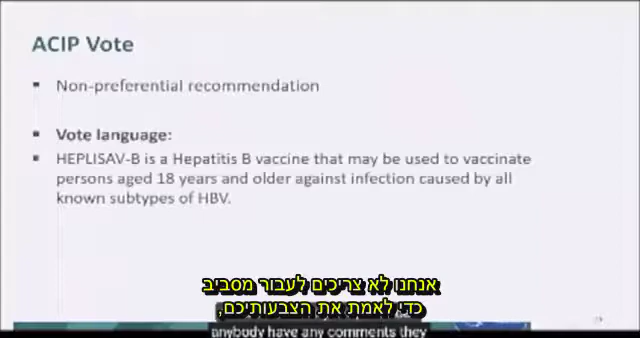 ACIP Vote
Non-preferential recommendation
Vote language:
HEPLISAV-B is a Hepatitis B vaccine that may be used to vaccinate
persons aged 18 years and older against infection caused by all
known subtypes of HBV.
אנחנו לא צריכים לעבור מסביב
כדי לאמת את הצבעותיכם,
anybody have any comments they